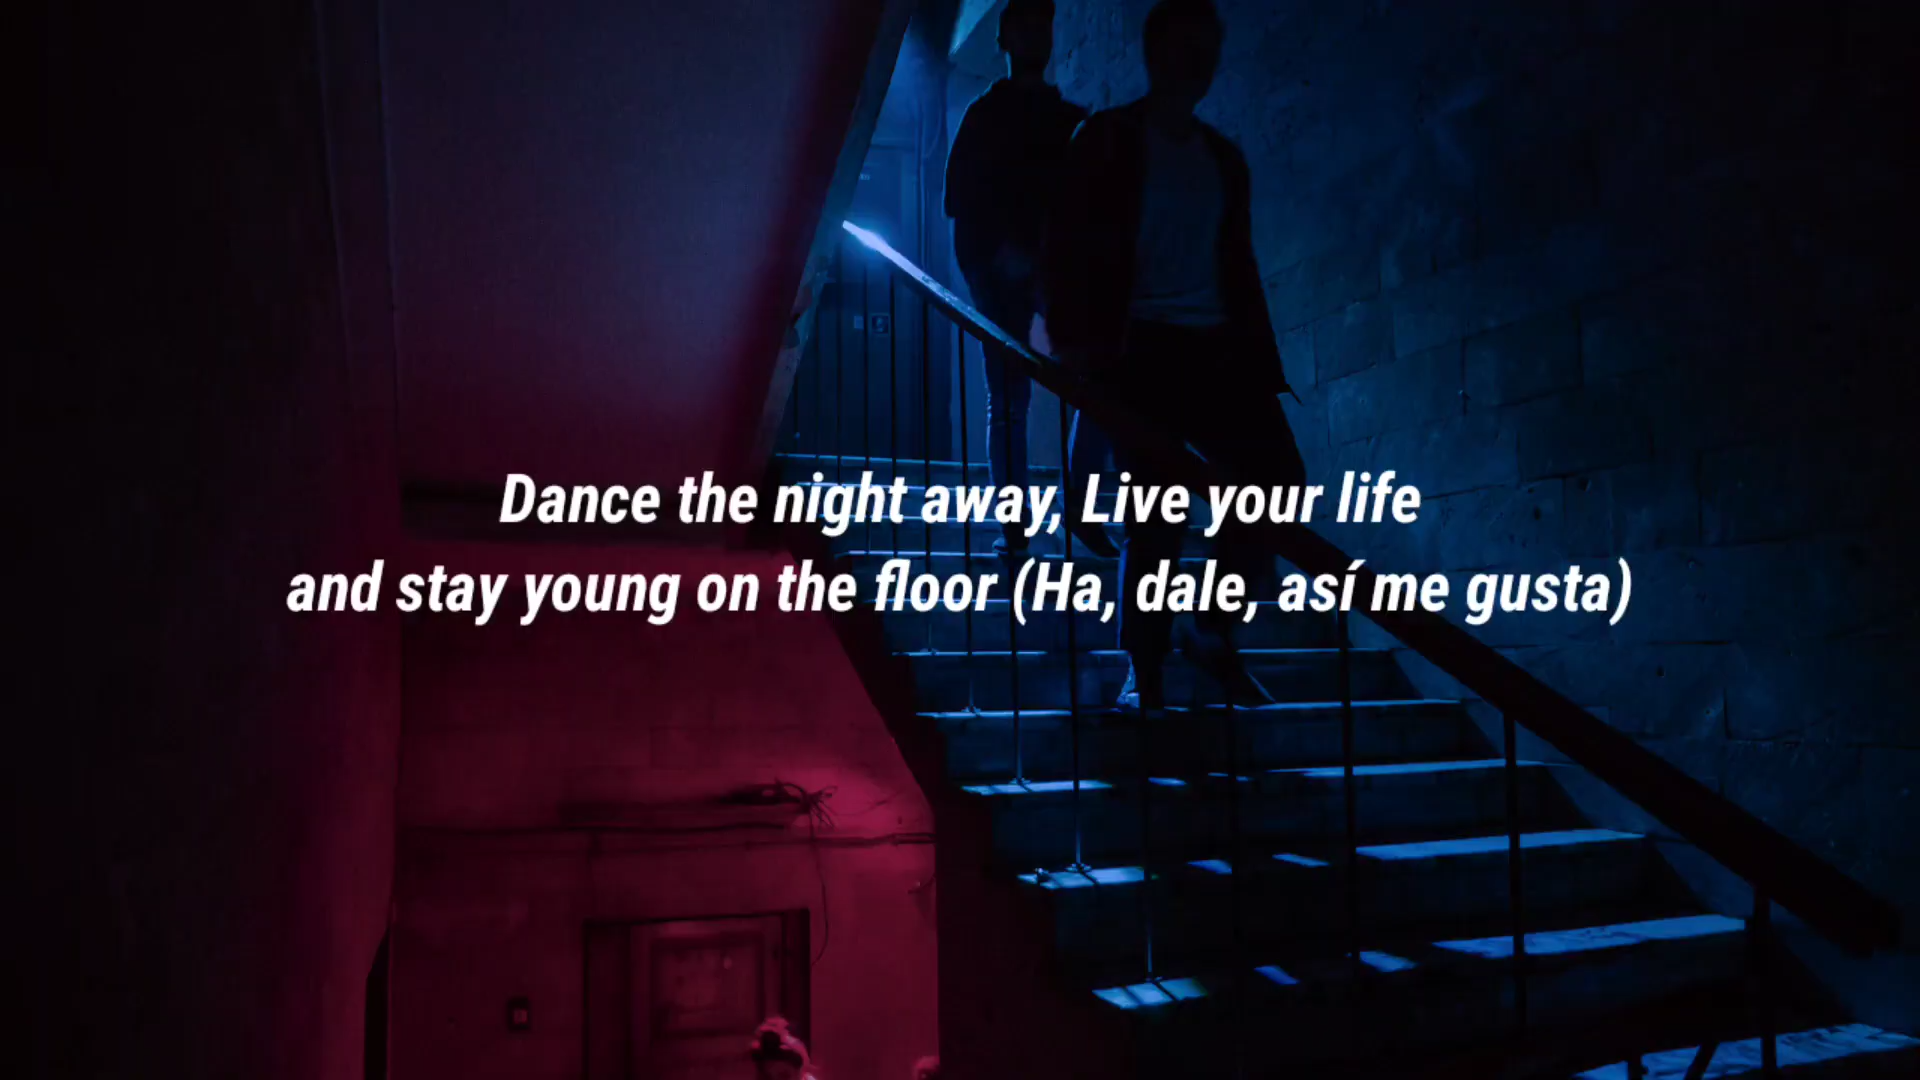 Dance the night away, Live your life
and stay young on the floor (Ha, dale, así me gusta)